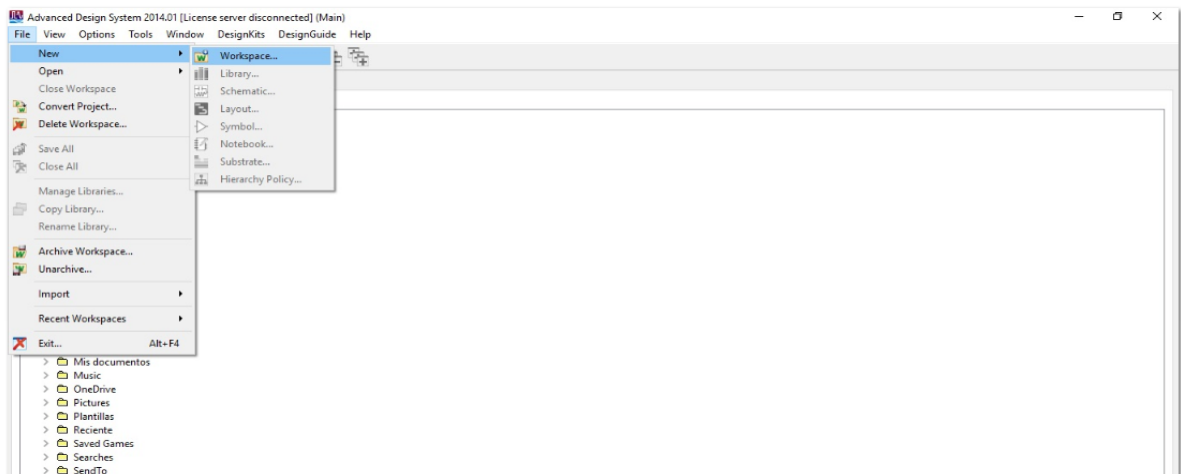 Advanced Design System 2014.01 [License server disconnected] (Main)
File View Options Tools Window DesignKits DesignGuide Help
New
Open
Close Workspace
Convert Project...
Delete Workspace...
Save All
Close All
Manage Libraries...
Copy Library...
Rename Library...
Archive Workspace...
Unarchive...
Import
Recent Workspaces
Exit... Alt+F4
Workspace...
Library...
Schematic...
Layout...
Symbol...
Notebook...
Substrate...
Hierarchy Policy...
Mis documentos
Music
OneDrive
Pictures
Plantillas
Reciente
Saved Games
Searches
SendTo